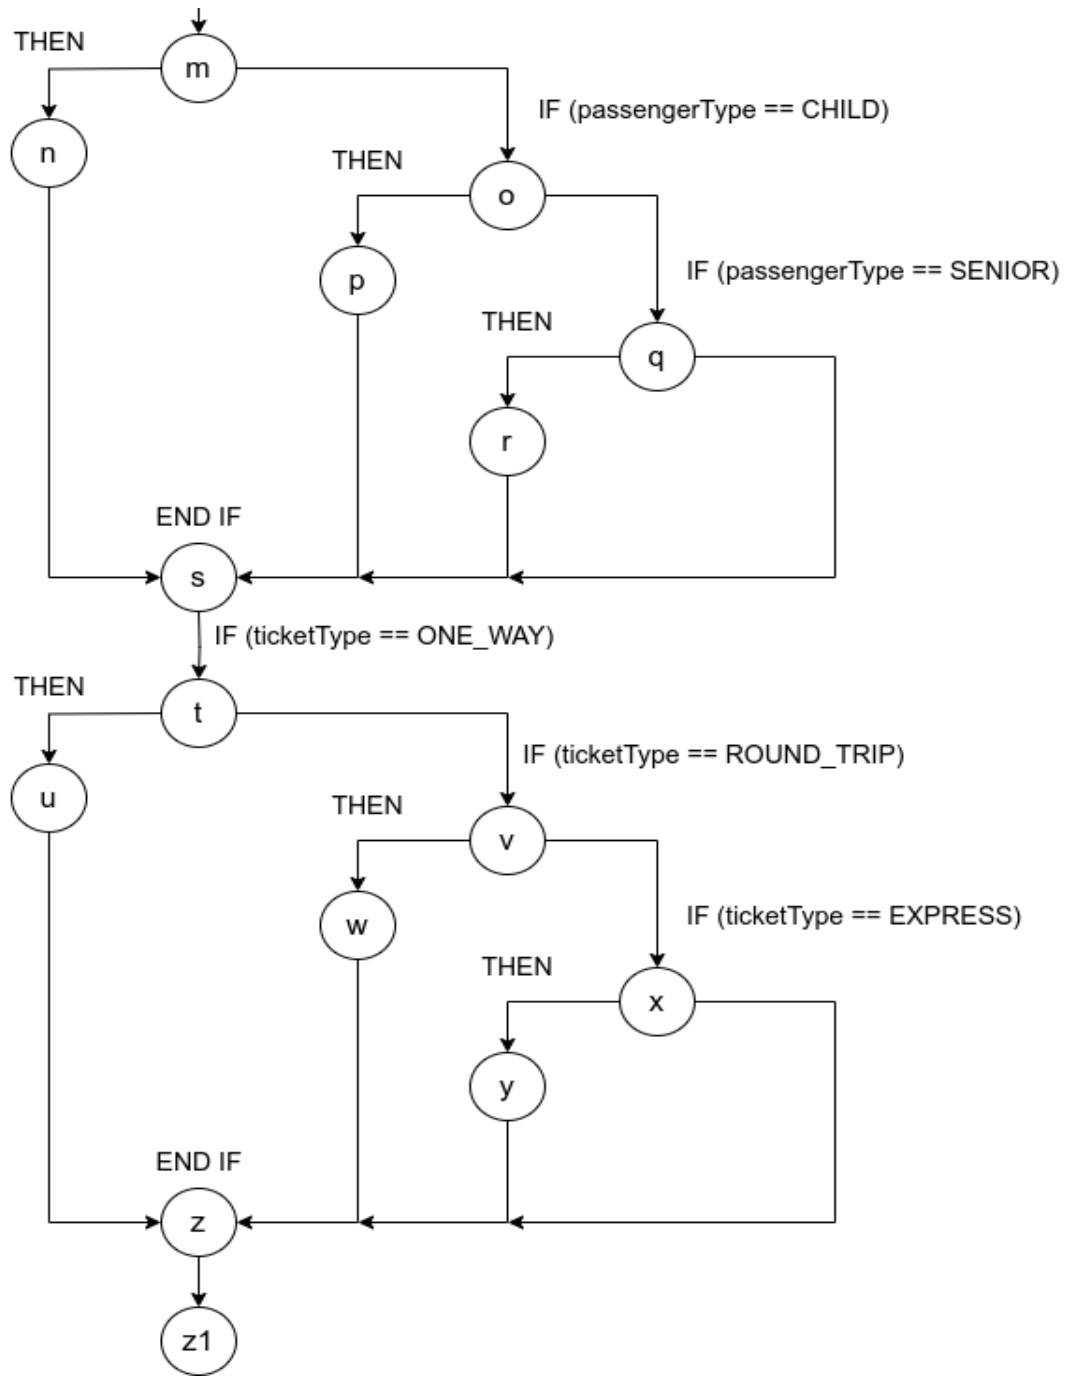 THEN
m
IF (passengerType == CHILD)
n
THEN
o
IF (passengerType == SENIOR)
p
THEN
q
r
END IF
s
IF (ticketType == ONE_WAY)
THEN
t
IF (ticketType == ROUND_TRIP)
u
THEN
v
IF (ticketType == EXPRESS)
w
THEN
x
y
END IF
z
z1